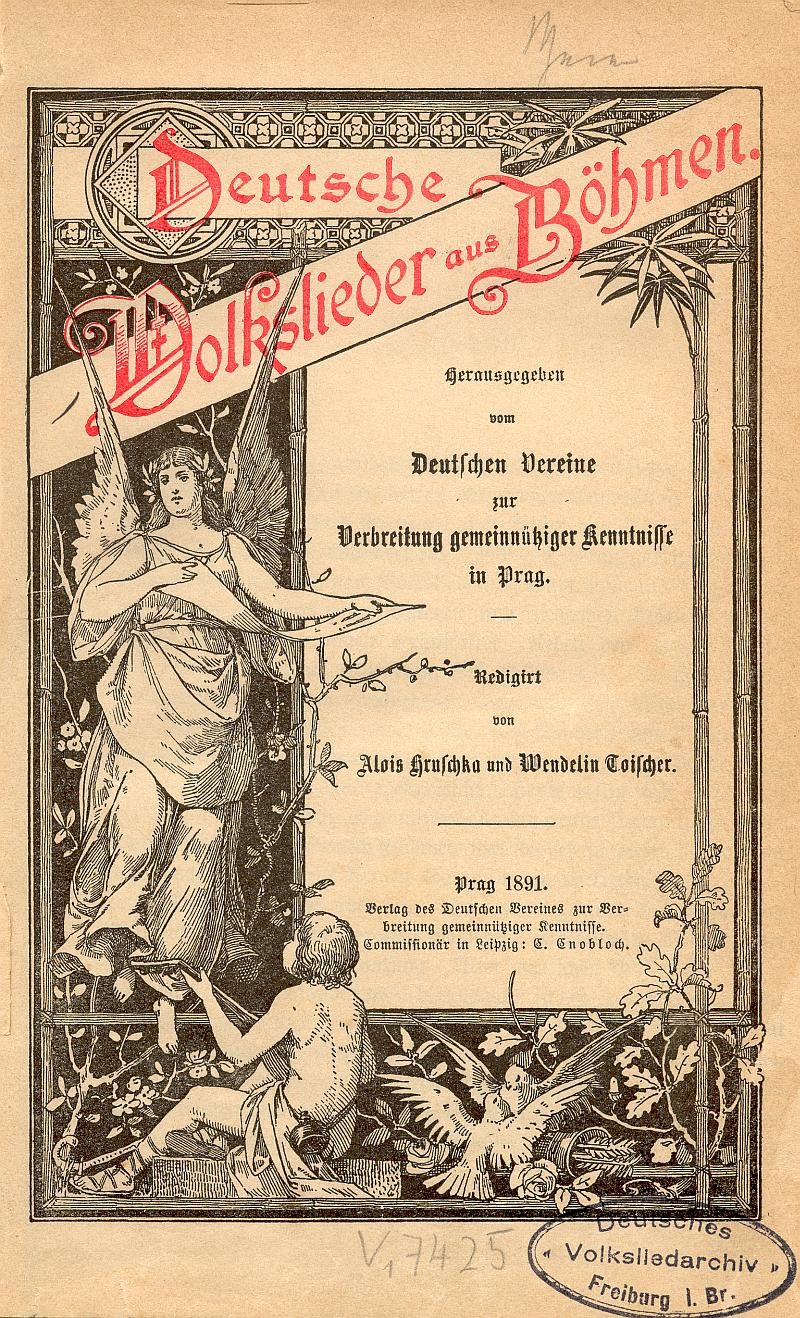 Deutsche
Volkslieder aus Böhmen.
Herausgegeben
vom
Deutschen Vereine
zur
Verbreitung gemeinnütziger Kenntnisse
in Prag.
Redigirt
von
Alois Hruschka und Wendelin Toischer.
Prag 1891.
Verlag des Deutschen Vereines zur Ver-
breitung gemeinnütziger Kenntnisse.
Commissionär in Leipzig: C. Cnobloch.
V, 7425
Deutsches
Volksliedarchiv
Freiburg i. Br.